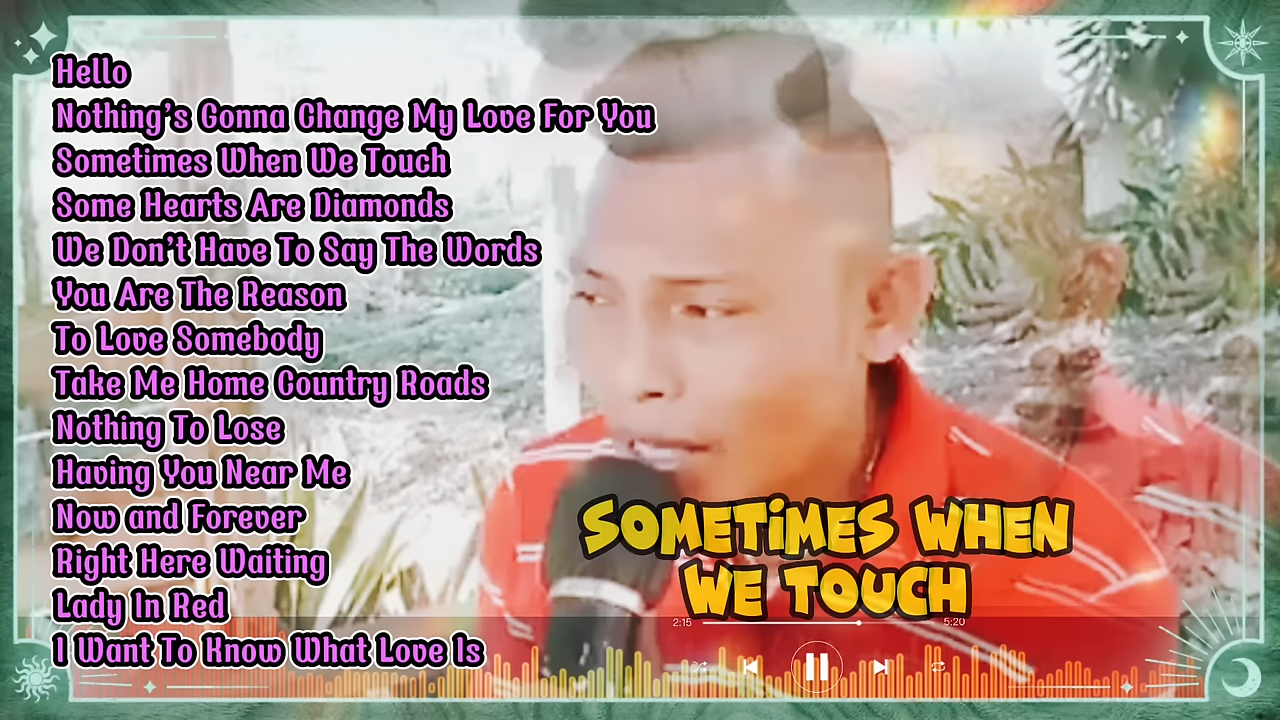 Hello
Nothing's Gonna Change My Love For You
Sometimes When We Touch
Some Hearts Are Diamonds
We Don't Have To Say The Words
You Are The Reason
To Love Somebody
Take Me Home Country Roads
Nothing To Lose
Having You Near Me
Now and Forever
Right Here Waiting
Lady In Red
I Want To Know What Love Is
SOMETIMES WHEN
WE TOUCH
2:15
5:20